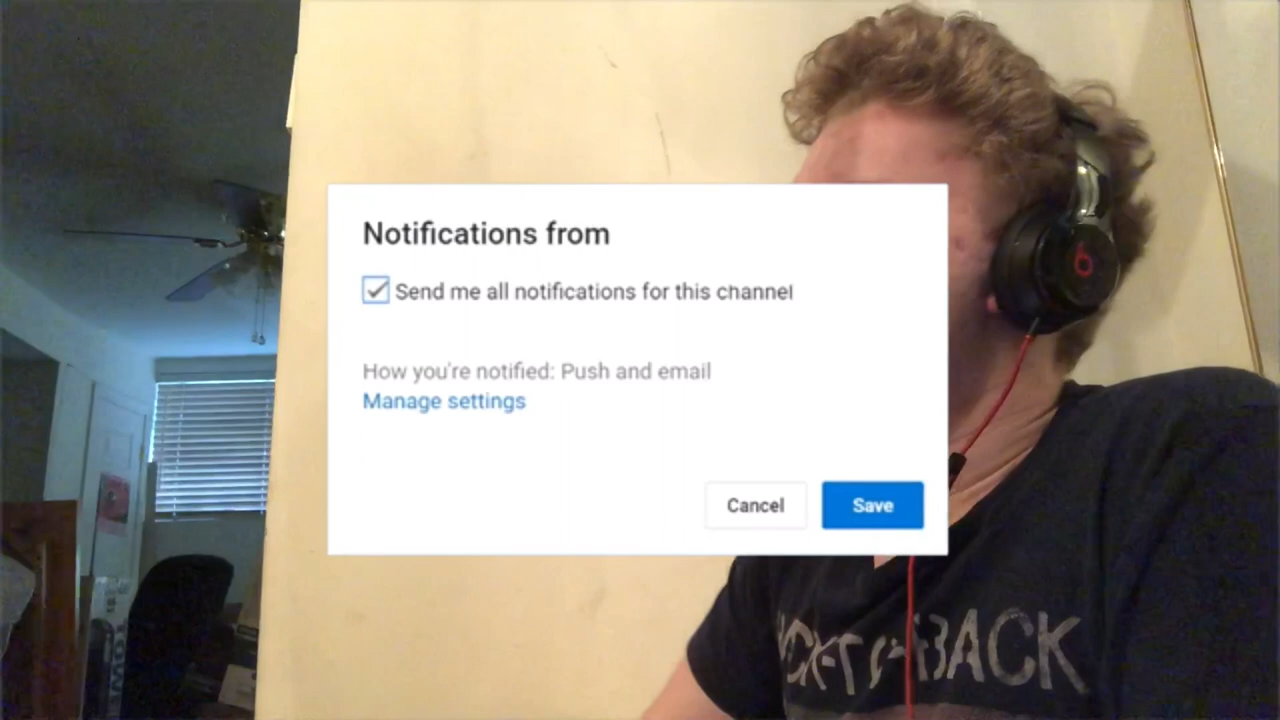 Notifications from
Send me all notifications for this channel
How you're notified: Push and email
Manage settings
Cancel
Save
BACK